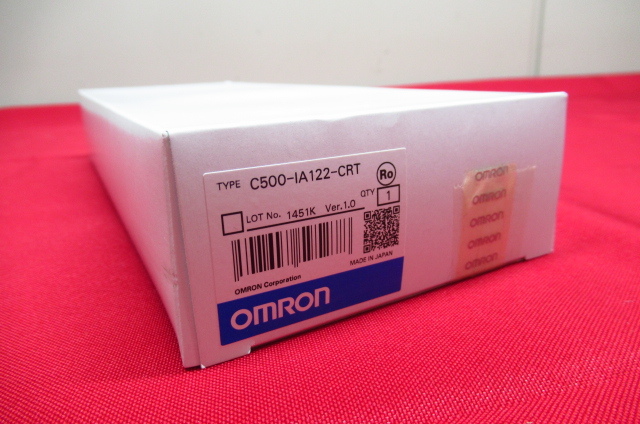 TYPE C500-IA122-CRT Ro
LOT No. 1451K Ver.1.0 QTY 1
MADE IN JAPAN
OMRON Corporation
OMRON
OMRON
OMRON
OMRON
OMRON
OMRON